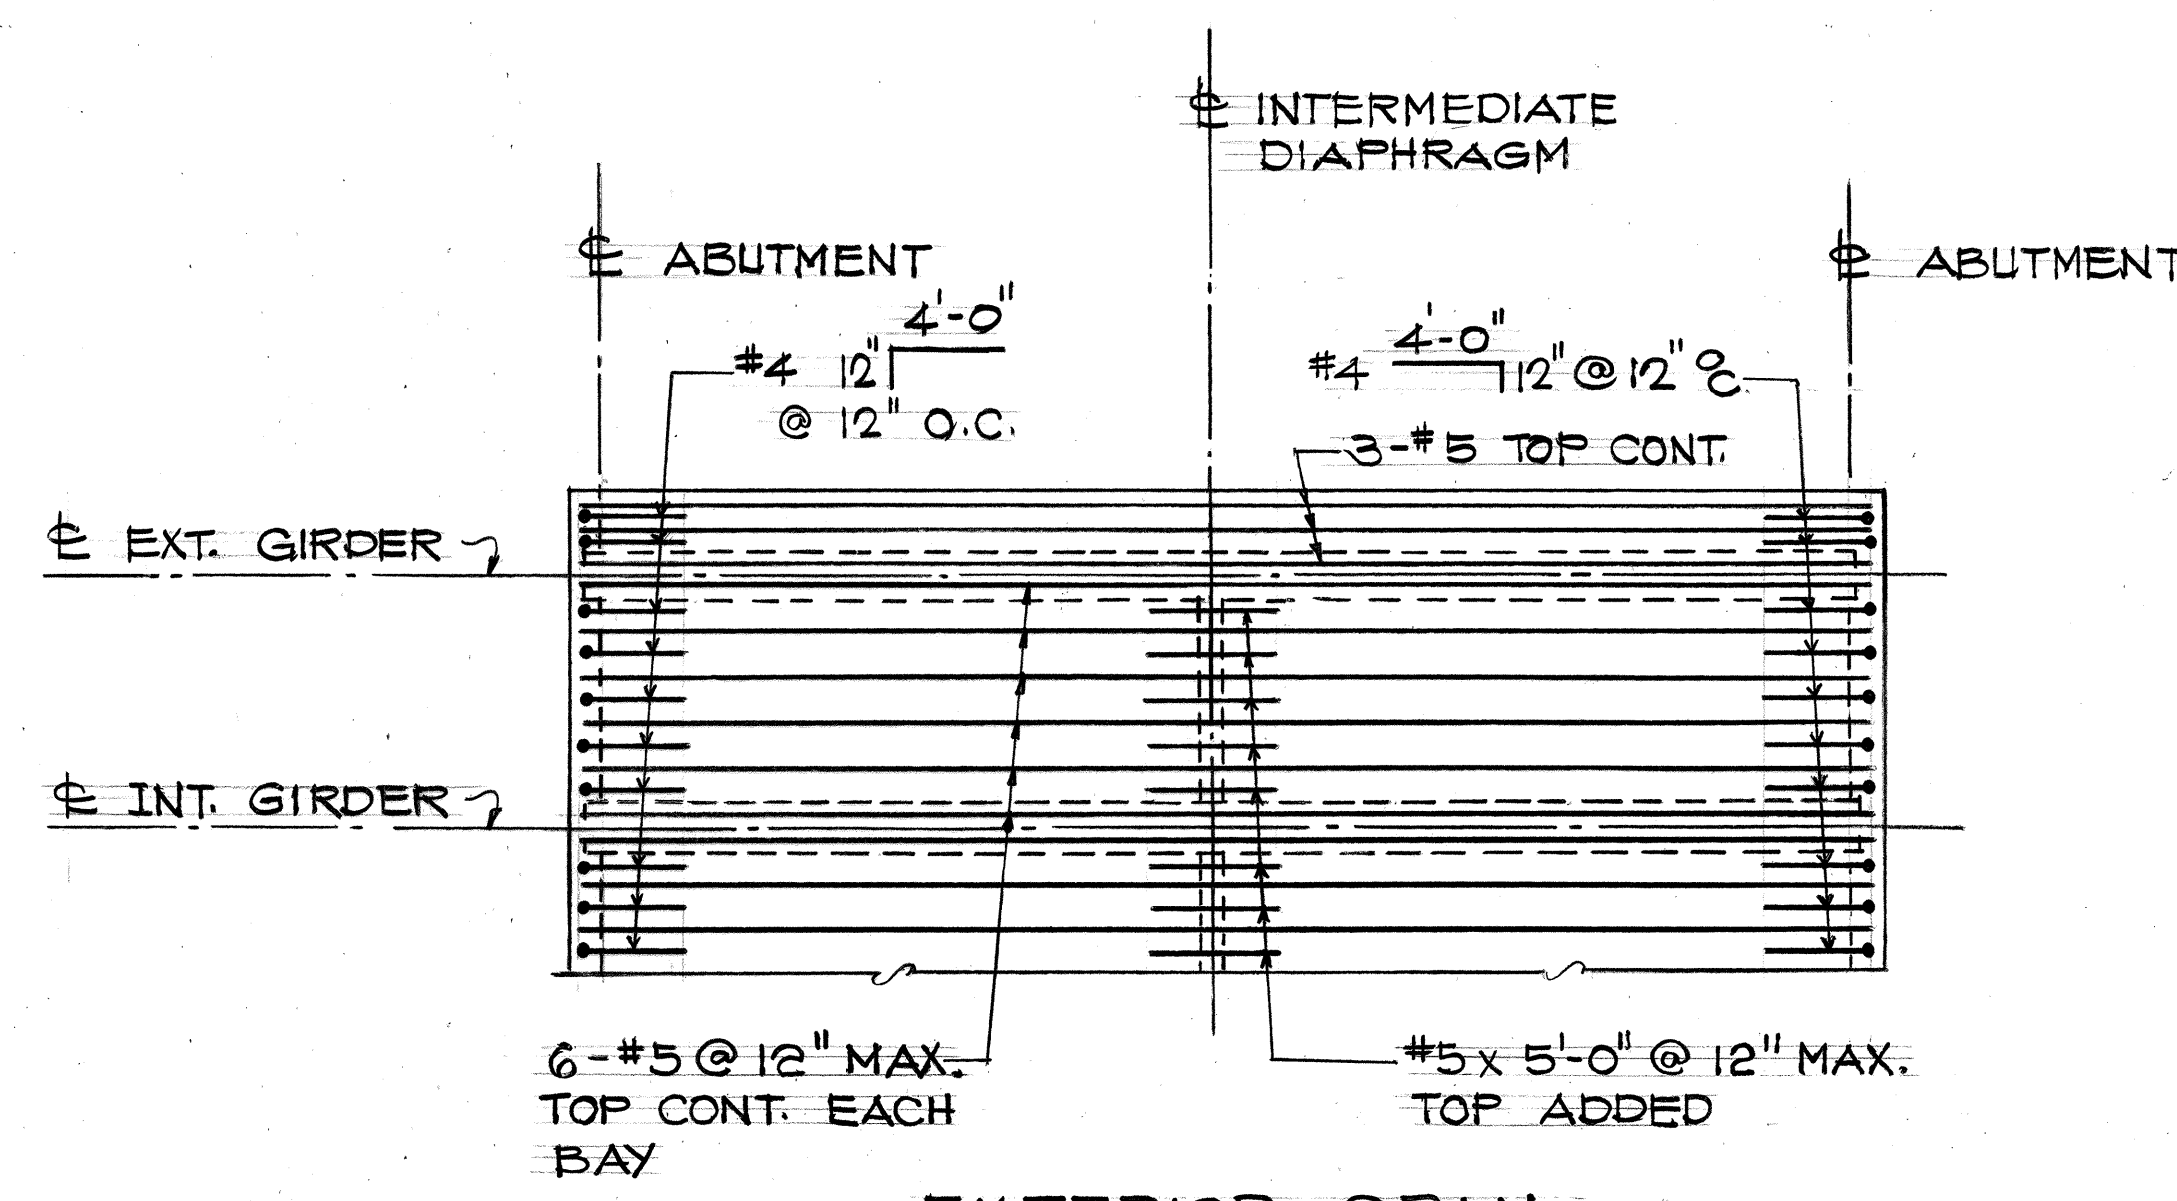 ℄ INTERMEDIATE
DIAPHRAGM
℄ ABUTMENT
℄ ABUTMENT
4'-0"
#4 12"
@ 12" O.C.
4'-0"
#4 12" @ 12" O/C
3-#5 TOP CONT.
℄ EXT. GIRDER
℄ INT. GIRDER
6-#5 @ 12" MAX.
TOP CONT. EACH
BAY
#5 x 5'-0" @ 12" MAX.
TOP ADDED